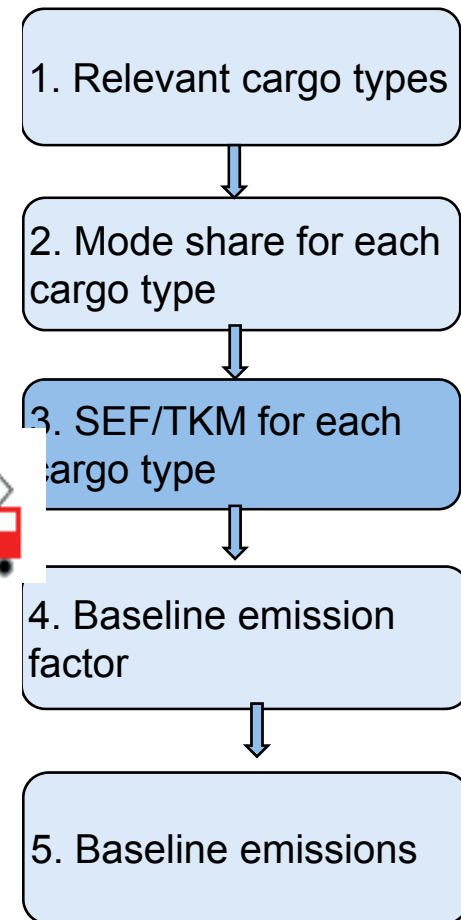 1. Relevant cargo types
2. Mode share for each
cargo type
3. SEF/TKM for each
cargo type
4. Baseline emission
factor
5. Baseline emissions